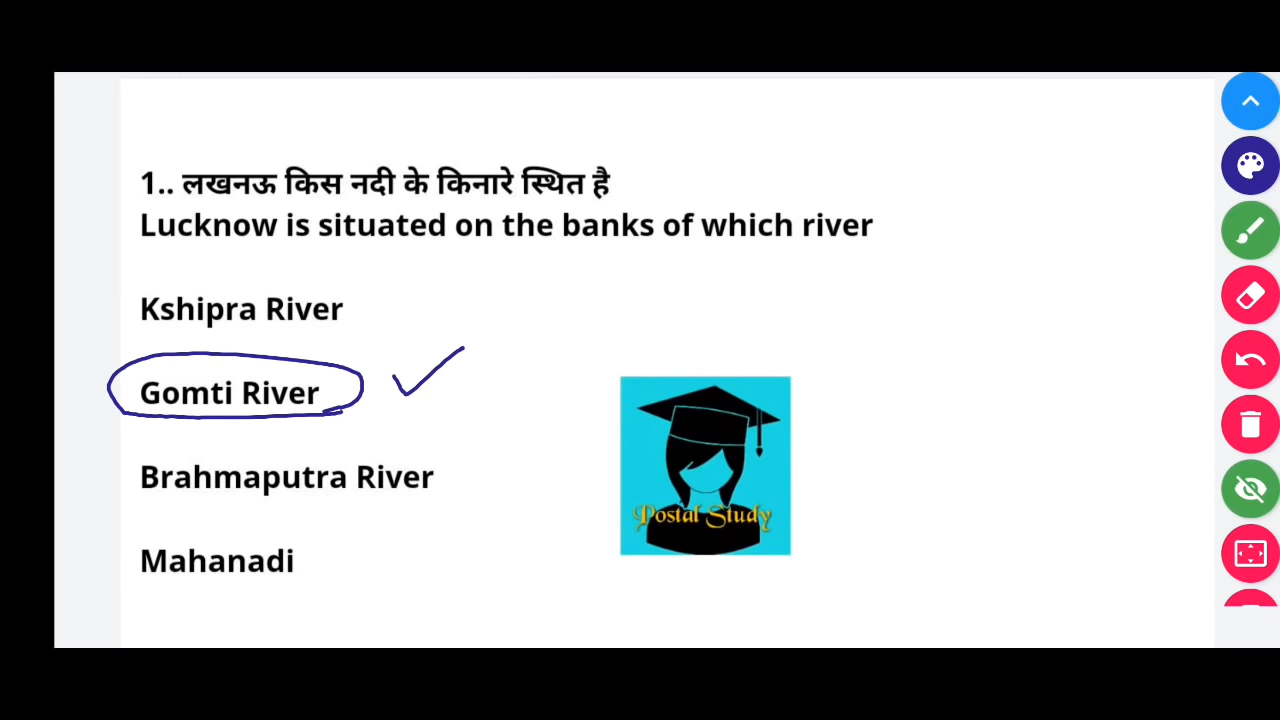 1.. लखनऊ किस नदी के किनारे स्थित है
Lucknow is situated on the banks of which river
Kshipra River
Gomti River
Brahmaputra River
Mahanadi
Postal Study